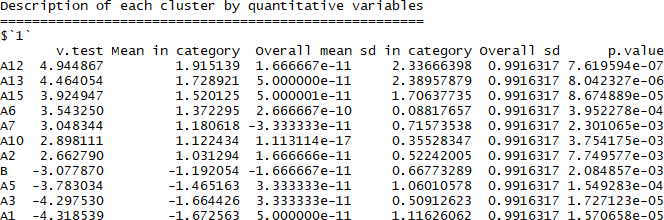 Description of each cluster by quantitative variables
======================================================
$`1`
v.test Mean in category Overall mean sd in category Overall sd p.value
A12 4.944867 1.915139 1.666667e-11 2.33666398 0.9916317 7.619594e-07
A13 4.464054 1.728921 5.000000e-11 2.38957879 0.9916317 8.042327e-06
A15 3.924947 1.520125 5.000001e-11 1.70637735 0.9916317 8.674889e-05
A6 3.543250 1.372295 2.666667e-10 0.08817657 0.9916317 3.952278e-04
A7 3.048344 1.180618 -3.333333e-11 0.71573538 0.9916317 2.301065e-03
A10 2.898111 1.122434 1.113114e-17 0.35528347 0.9916317 3.754175e-03
A2 2.662790 1.031294 1.666666e-11 0.52242005 0.9916317 7.749577e-03
B -3.077870 -1.192054 -1.666667e-11 0.66773289 0.9916317 2.084857e-03
A5 -3.783034 -1.465163 3.333333e-11 1.06010578 0.9916317 1.549283e-04
A3 -4.297530 -1.664426 3.333333e-11 0.50912623 0.9916317 1.727123e-05
A1 -4.318539 -1.672563 5.000000e-11 1.11626062 0.9916317 1.570658e-05